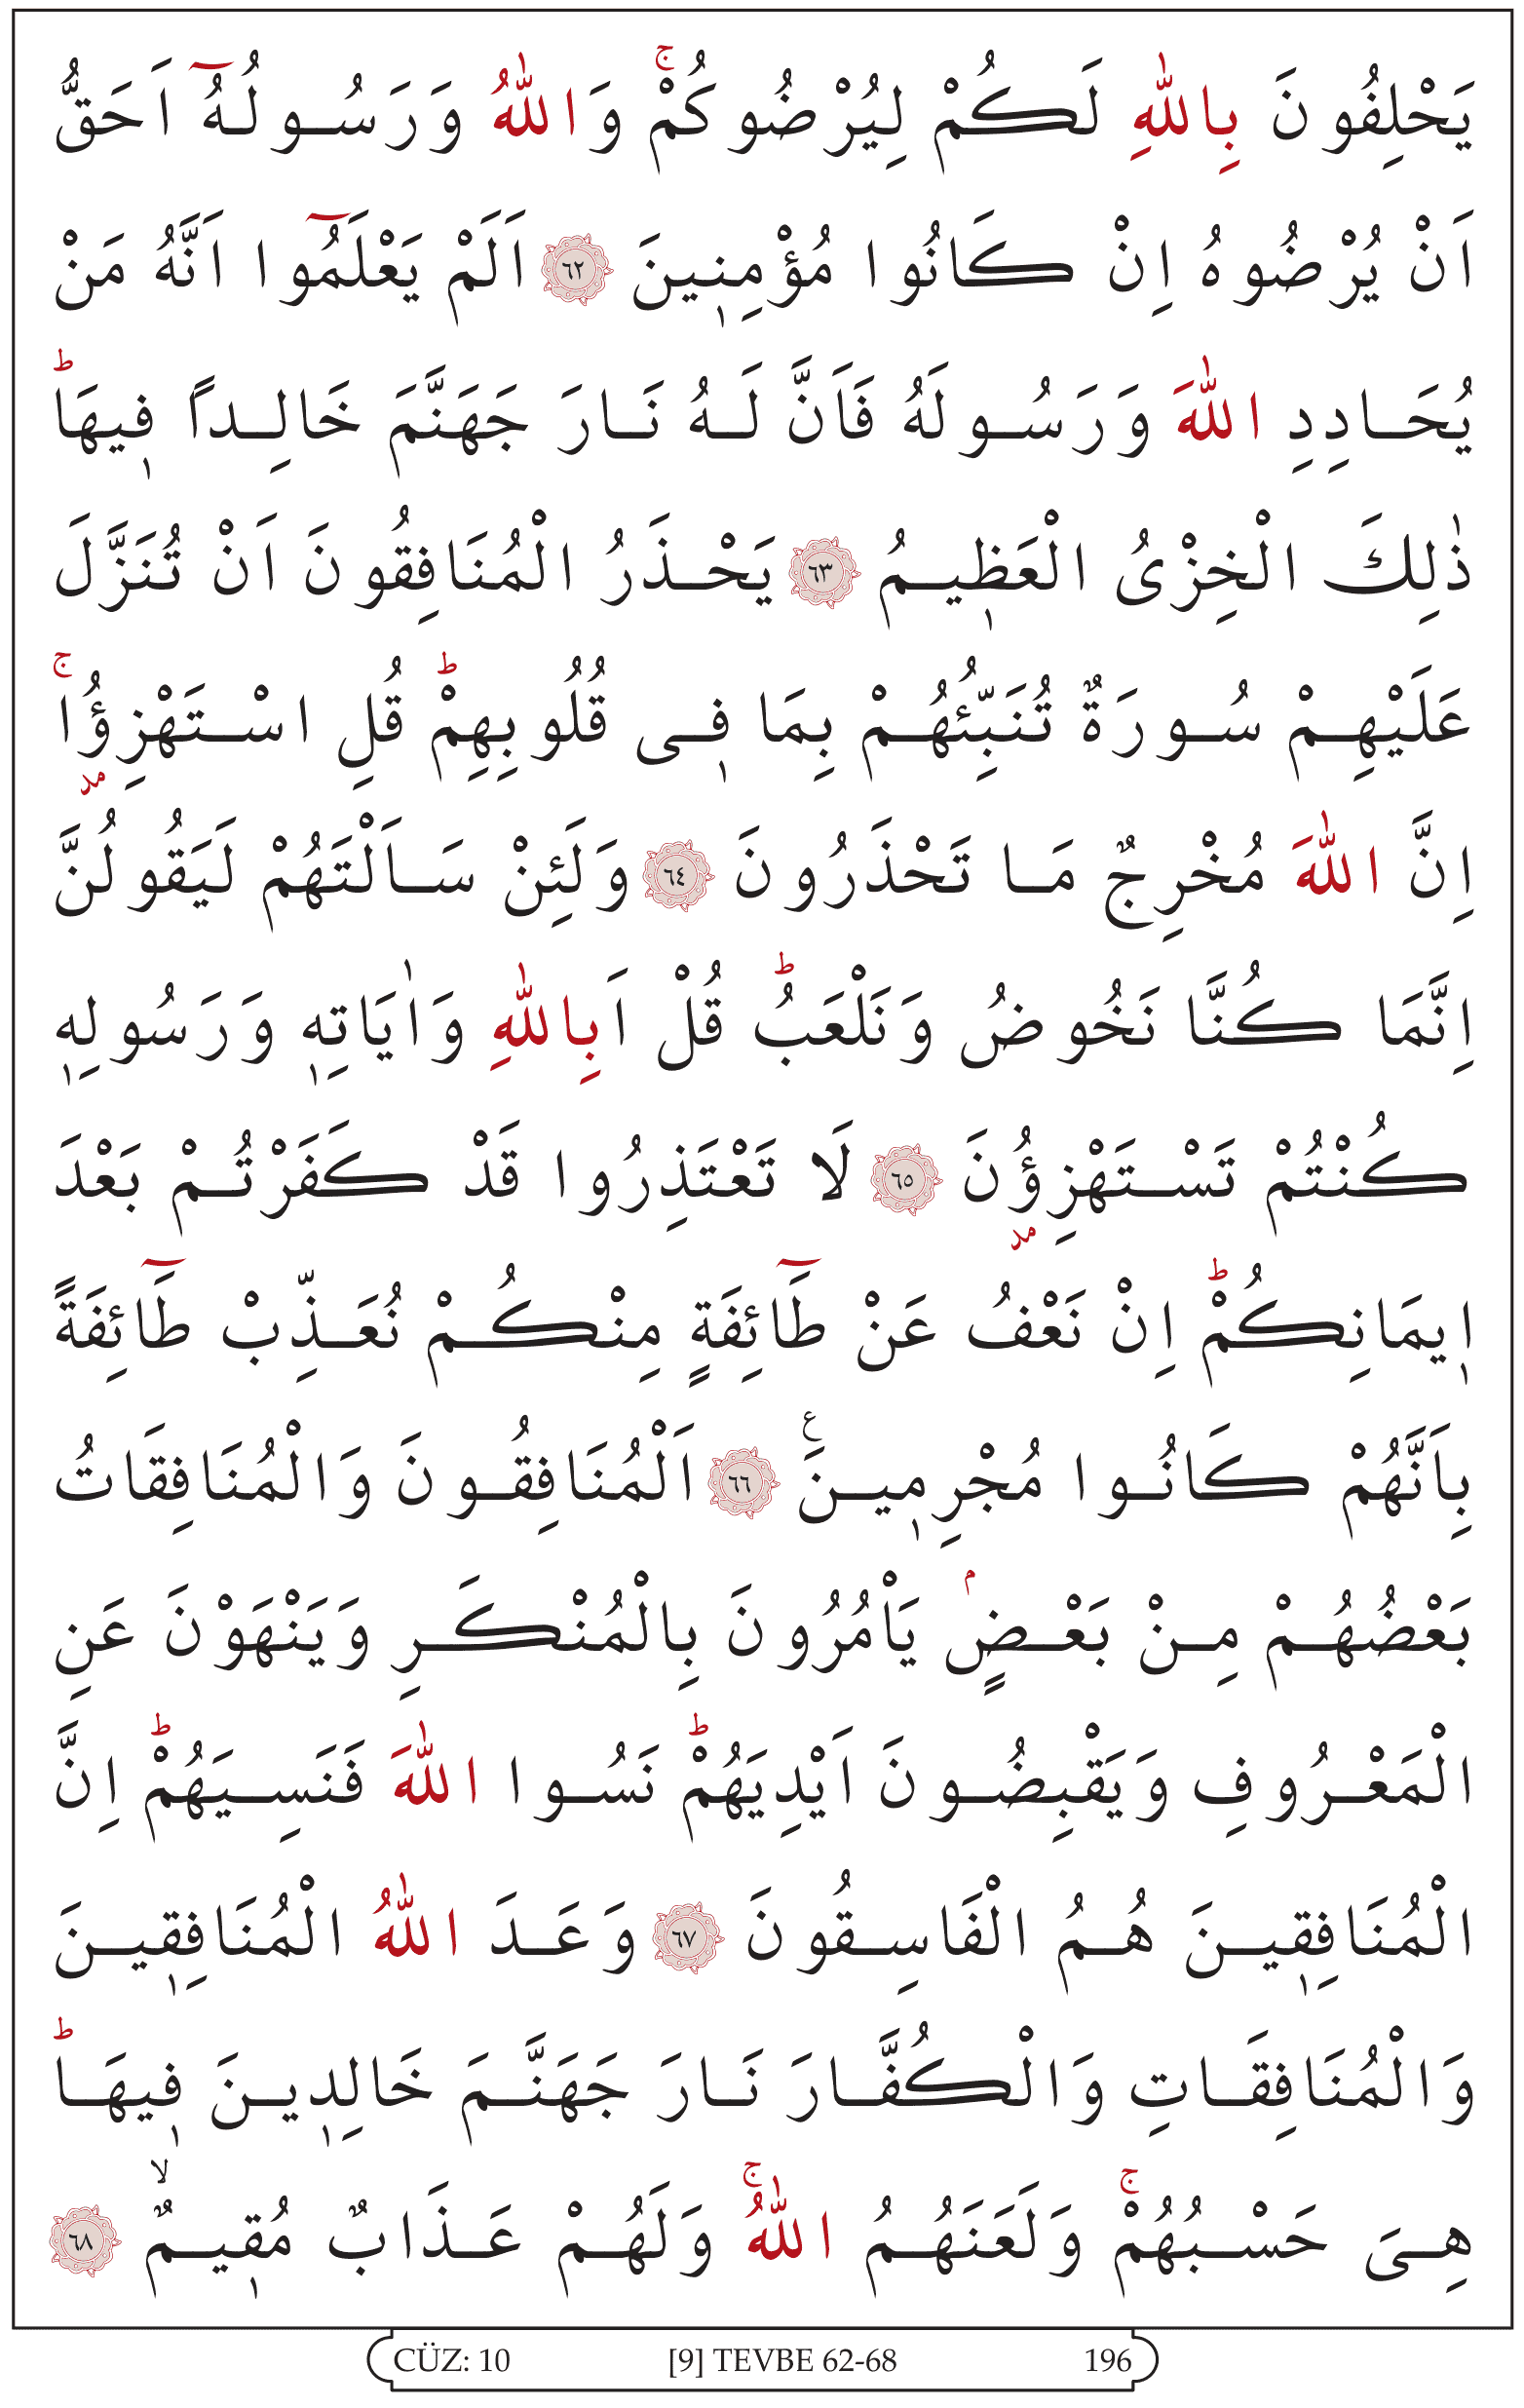 يَحْلِفُونَ بِاللّٰهِ لَكُمْ لِيُرْضُوكُمْۚ وَاللّٰهُ وَرَسُولُهُٓ اَحَقُّ
اَنْ يُرْضُوهُ اِنْ كَانُوا مُؤْمِنٖينَ ﴿٦٢﴾ اَلَمْ يَعْلَمُٓوا اَنَّهُ مَنْ
يُحَادِدِ اللّٰهَ وَرَسُولَهُ فَاَنَّ لَهُ نَارَ جَهَنَّمَ خَالِداً فٖيهَاؕ
ذٰلِكَ الْخِزْىُ الْعَظٖيمُ ﴿٦٣﴾ يَحْذَرُ الْمُنَافِقُونَ اَنْ تُنَزَّلَ
عَلَيْهِمْ سُورَةٌ تُنَبِّئُهُمْ بِمَا فٖى قُلُوبِهِمْؕ قُلِ اسْتَهْزِؤُ۫اۚ
اِنَّ اللّٰهَ مُخْرِجٌ مَا تَحْذَرُونَ ﴿٦٤﴾ وَلَئِنْ سَاَلْتَهُمْ لَيَقُولُنَّ
اِنَّمَا كُنَّا نَخُوضُ وَنَلْعَبُؕ قُلْ اَبِاللّٰهِ وَاٰيَاتِهٖ وَرَسُولِهٖ
كُنْتُمْ تَسْتَهْزِؤُ۫نَ ﴿٦٥﴾ لَا تَعْتَذِرُوا قَدْ كَفَرْتُمْ بَعْدَ
اٖيمَانِكُمْؕ اِنْ نَعْفُ عَنْ طَٓائِفَةٍ مِنْكُمْ نُعَذِّبْ طَٓائِفَةً
بِاَنَّهُمْ كَانُوا مُجْرِمٖينَࣖ ﴿٦٦﴾ اَلْمُنَافِقُونَ وَالْمُنَافِقَاتُ
بَعْضُهُمْ مِنْ بَعْضٍۢ يَاْمُرُونَ بِالْمُنْكَرِ وَيَنْهَوْنَ عَنِ
الْمَعْرُوفِ وَيَقْبِضُونَ اَيْدِيَهُمْؕ نَسُوا اللّٰهَ فَنَسِيَهُمْؕ اِنَّ
الْمُنَافِقٖينَ هُمُ الْفَاسِقُونَ ﴿٦٧﴾ وَعَدَ اللّٰهُ الْمُنَافِقٖينَ
وَالْمُنَافِقَاتِ وَالْكُفَّارَ نَارَ جَهَنَّمَ خَالِدٖينَ فٖيهَاؕ
هِىَ حَسْبُهُمْۚ وَلَعَنَهُمُ اللّٰهُۚ وَلَهُمْ عَذَابٌ مُقٖيمٌۙ ﴿٦٨﴾
CÜZ: 10 [9] TEVBE 62-68 196